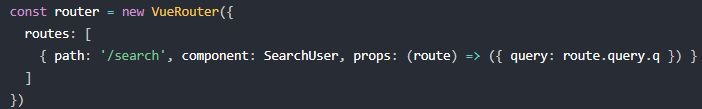 const router = new VueRouter({
  routes: [
    { path: '/search', component: SearchUser, props: (route) => ({ query: route.query.q }) }
  ]
})